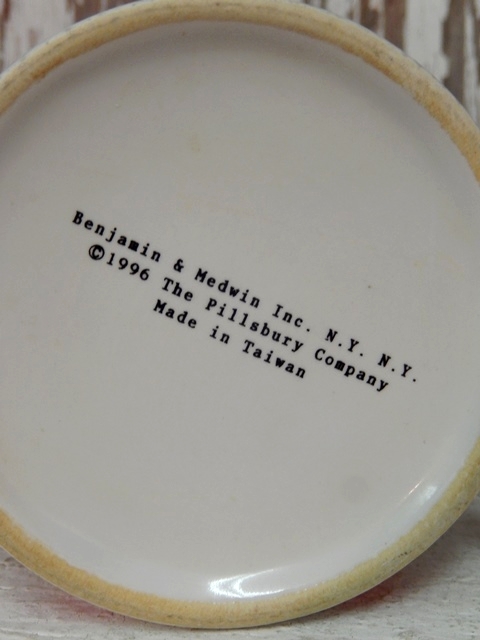 Benjamin & Medwin Inc. N.Y. N.Y.
©1996 The Pillsbury Company
Made in Taiwan